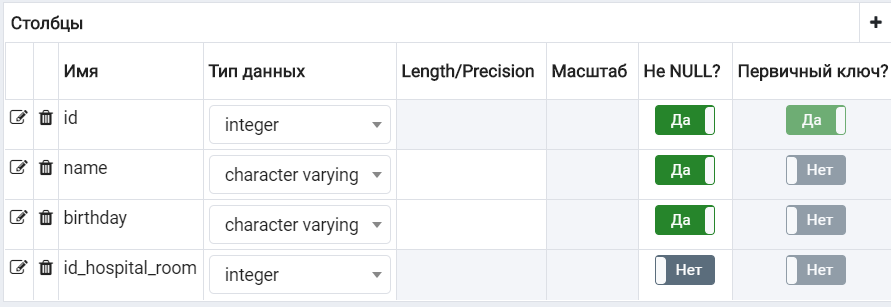 Столбцы
Имя Тип данных Length/Precision Масштаб Не NULL? Первичный ключ?
id integer Да Да
name character varying Да Нет
birthday character varying Да Нет
id_hospital_room integer Нет Нет